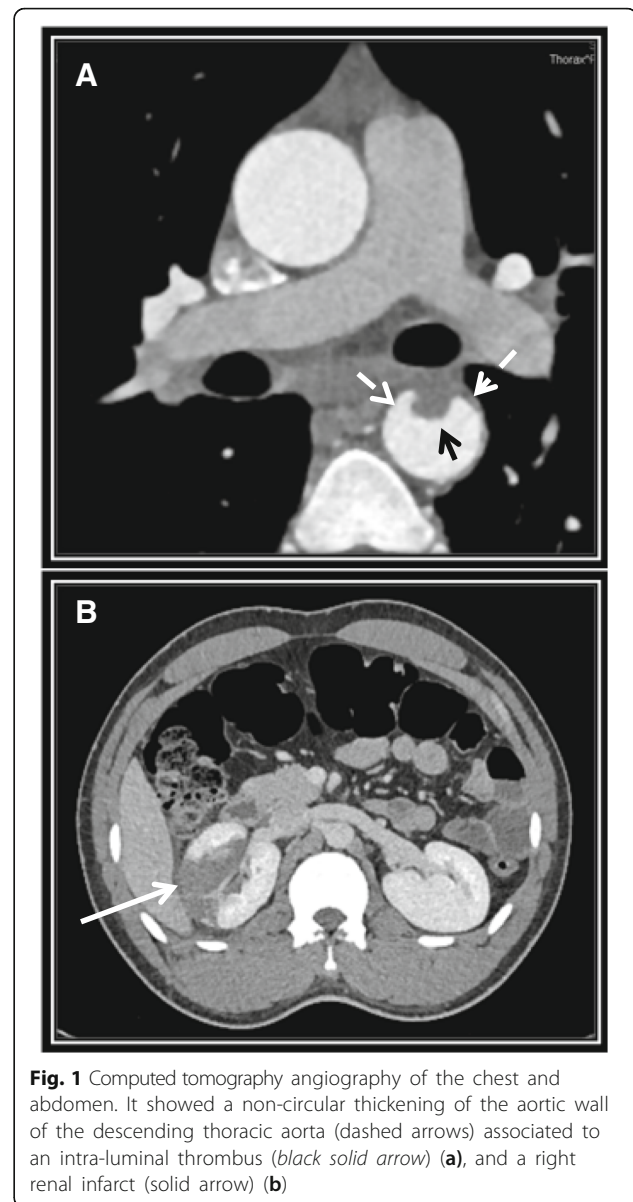 A
Thorax^F
B
Fig. 1 Computed tomography angiography of the chest and
abdomen. It showed a non-circular thickening of the aortic wall
of the descending thoracic aorta (dashed arrows) associated to
an intra-luminal thrombus (black solid arrow) (a), and a right
renal infarct (solid arrow) (b)